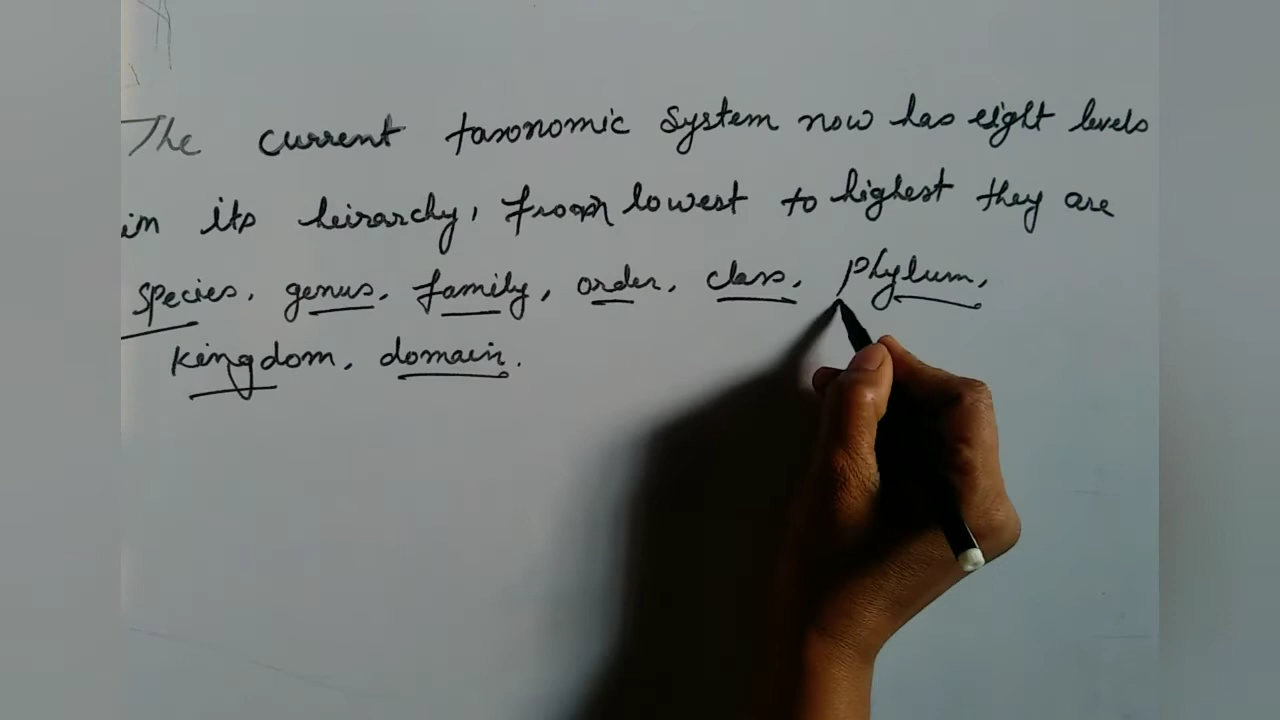 The current taxonomic system now has eight levels
in its heirarchy, from lowest to highest they are
species, genus, family, order, class, phylum,
kingdom, domain.